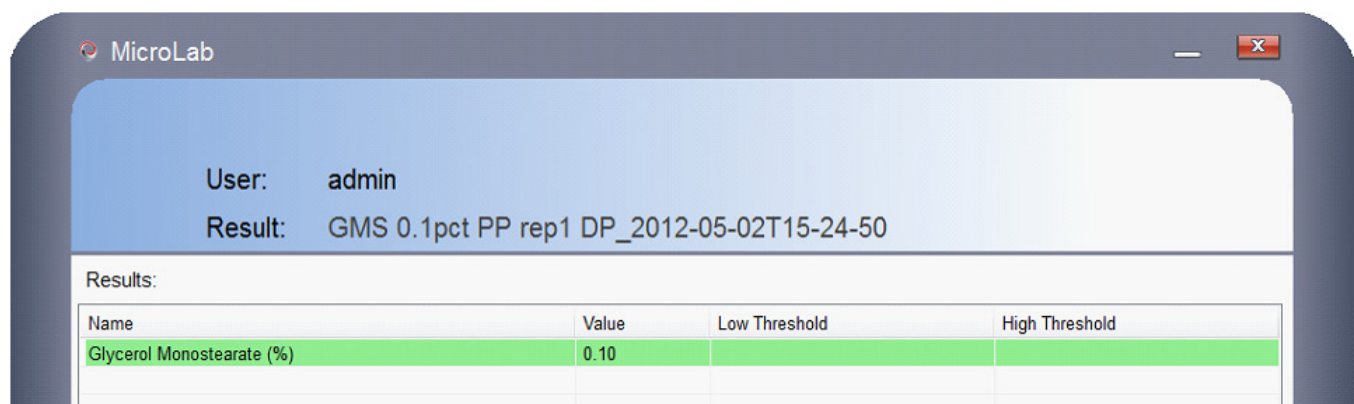 MicroLab
User: admin
Result: GMS 0.1pct PP rep1 DP_2012-05-02T15-24-50
Results:
Name Value Low Threshold High Threshold
Glycerol Monostearate (%) 0.10